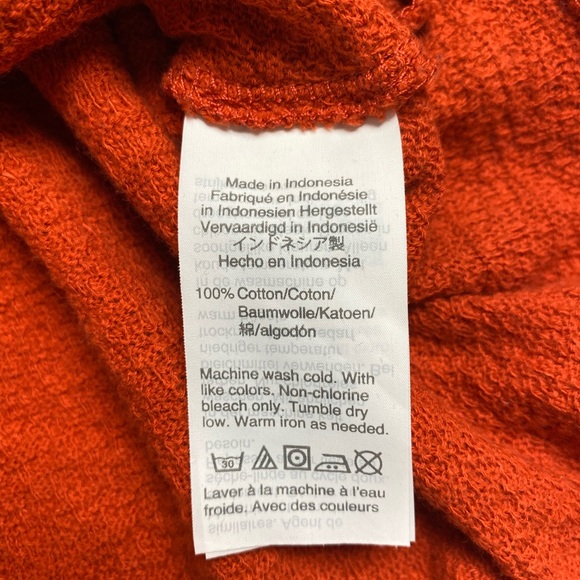 Made in Indonesia
Fabriqué en Indonésie
in Indonesien Hergestellt
Vervaardigd in Indonesië
インドネシア製
Hecho en Indonesia
100% Cotton/Coton/
Baumwolle/Katoen/
綿/algodón
Machine wash cold. With
like colors. Non-chlorine
bleach only. Tumble dry
low. Warm iron as needed.
30
Laver à la machine à l'eau
froide. Avec des couleurs